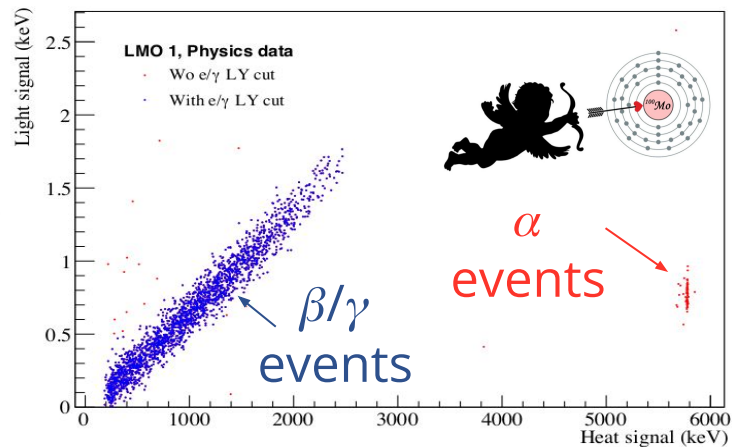 Light signal (keV)
2.5
2
1.5
1
0.5
0
LMO 1, Physics data
Wo e/γ LY cut
With e/γ LY cut
¹⁰⁰Mo
α
events
β/γ
events
0 1000 2000 3000 4000 5000 6000
Heat signal (keV)